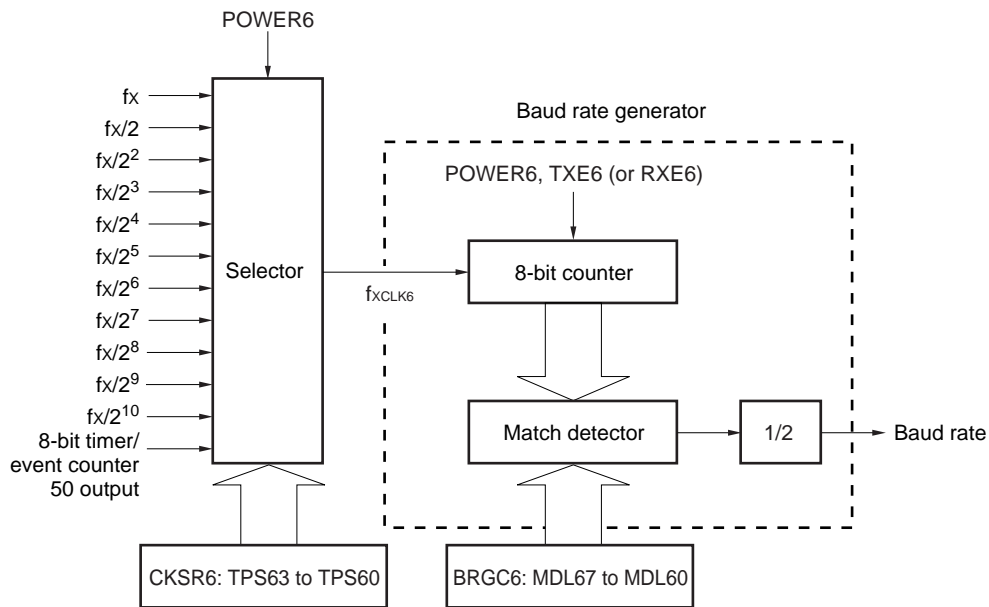 POWER6
fX
fX/2
fX/2²
fX/2³
fX/2⁴
fX/2⁵
fX/2⁶
fX/2⁷
fX/2⁸
fX/2⁹
fX/2¹⁰
8-bit timer/
event counter
50 output
Selector
fXCLK6
Baud rate generator
POWER6, TXE6 (or RXE6)
8-bit counter
Match detector
1/2
Baud rate
CKSR6: TPS63 to TPS60
BRGC6: MDL67 to MDL60